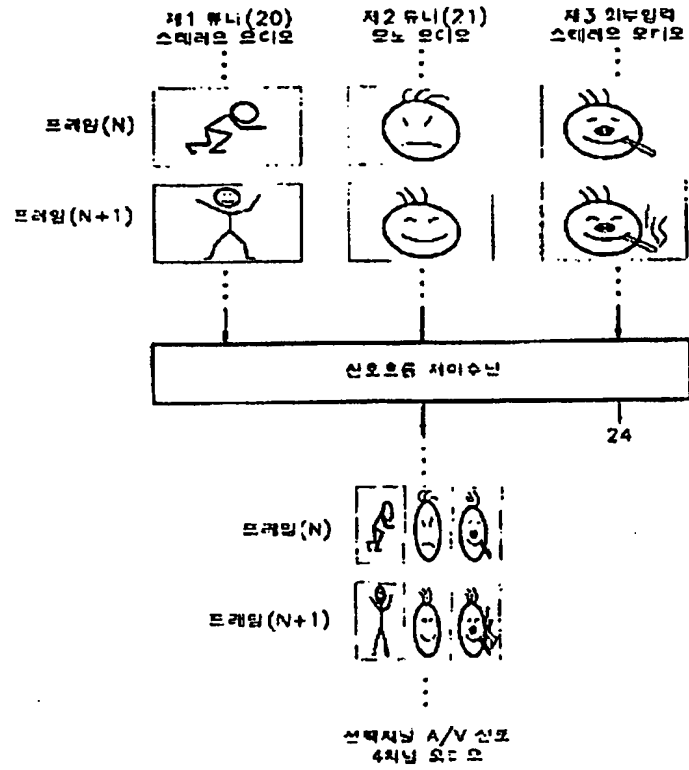 제1 튜너(20)
스테레오 오디오
제2 튜너(21)
모노 오디오
제3 외부입력
스테레오 오디오
프레임(N)
프레임(N+1)
신호흐름 제어수단
24
프레임(N)
프레임(N+1)
선택채널 A/V 신호
4채널 오디오